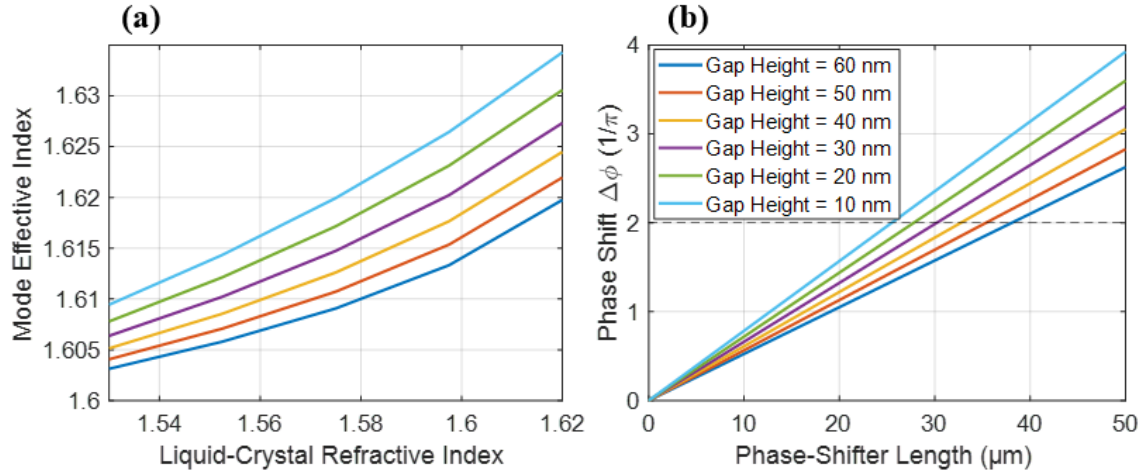 (a)
Mode Effective Index
1.63
1.625
1.62
1.615
1.61
1.605
1.6
1.54
1.56
1.58
1.6
1.62
Liquid-Crystal Refractive Index
(b)
Phase Shift Δϕ (1/π)
4
3
2
1
0
Gap Height = 60 nm
Gap Height = 50 nm
Gap Height = 40 nm
Gap Height = 30 nm
Gap Height = 20 nm
Gap Height = 10 nm
0
10
20
30
40
50
Phase-Shifter Length (μm)